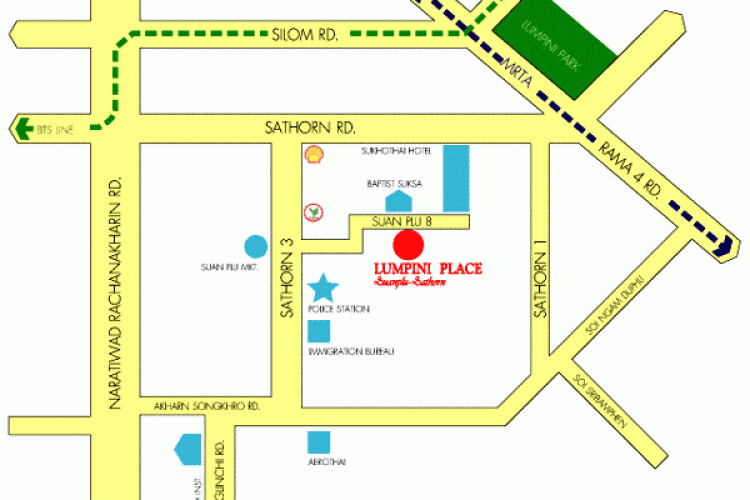 SILOM RD.
LUMPINI PARK
MRTA
BTS LINE
SATHORN RD.
RAMA 4 RD.
SUKHOTHAI HOTEL
BAPTIST SUKSA
SUAN PLU 8
NARATIWAD RACHANAKHARIN RD.
SUAN PLU MKT.
SATHORN 3
LUMPINI PLACE
Suanplu-Sathorn
SATHORN 1
POLICE STATION
SOI NGAM DUPHLI
IMMIGRATION BUREAU
SOI SRIBAMPHEN
AKHARN SONGKHRO RD.
AEROTHAI
INST.